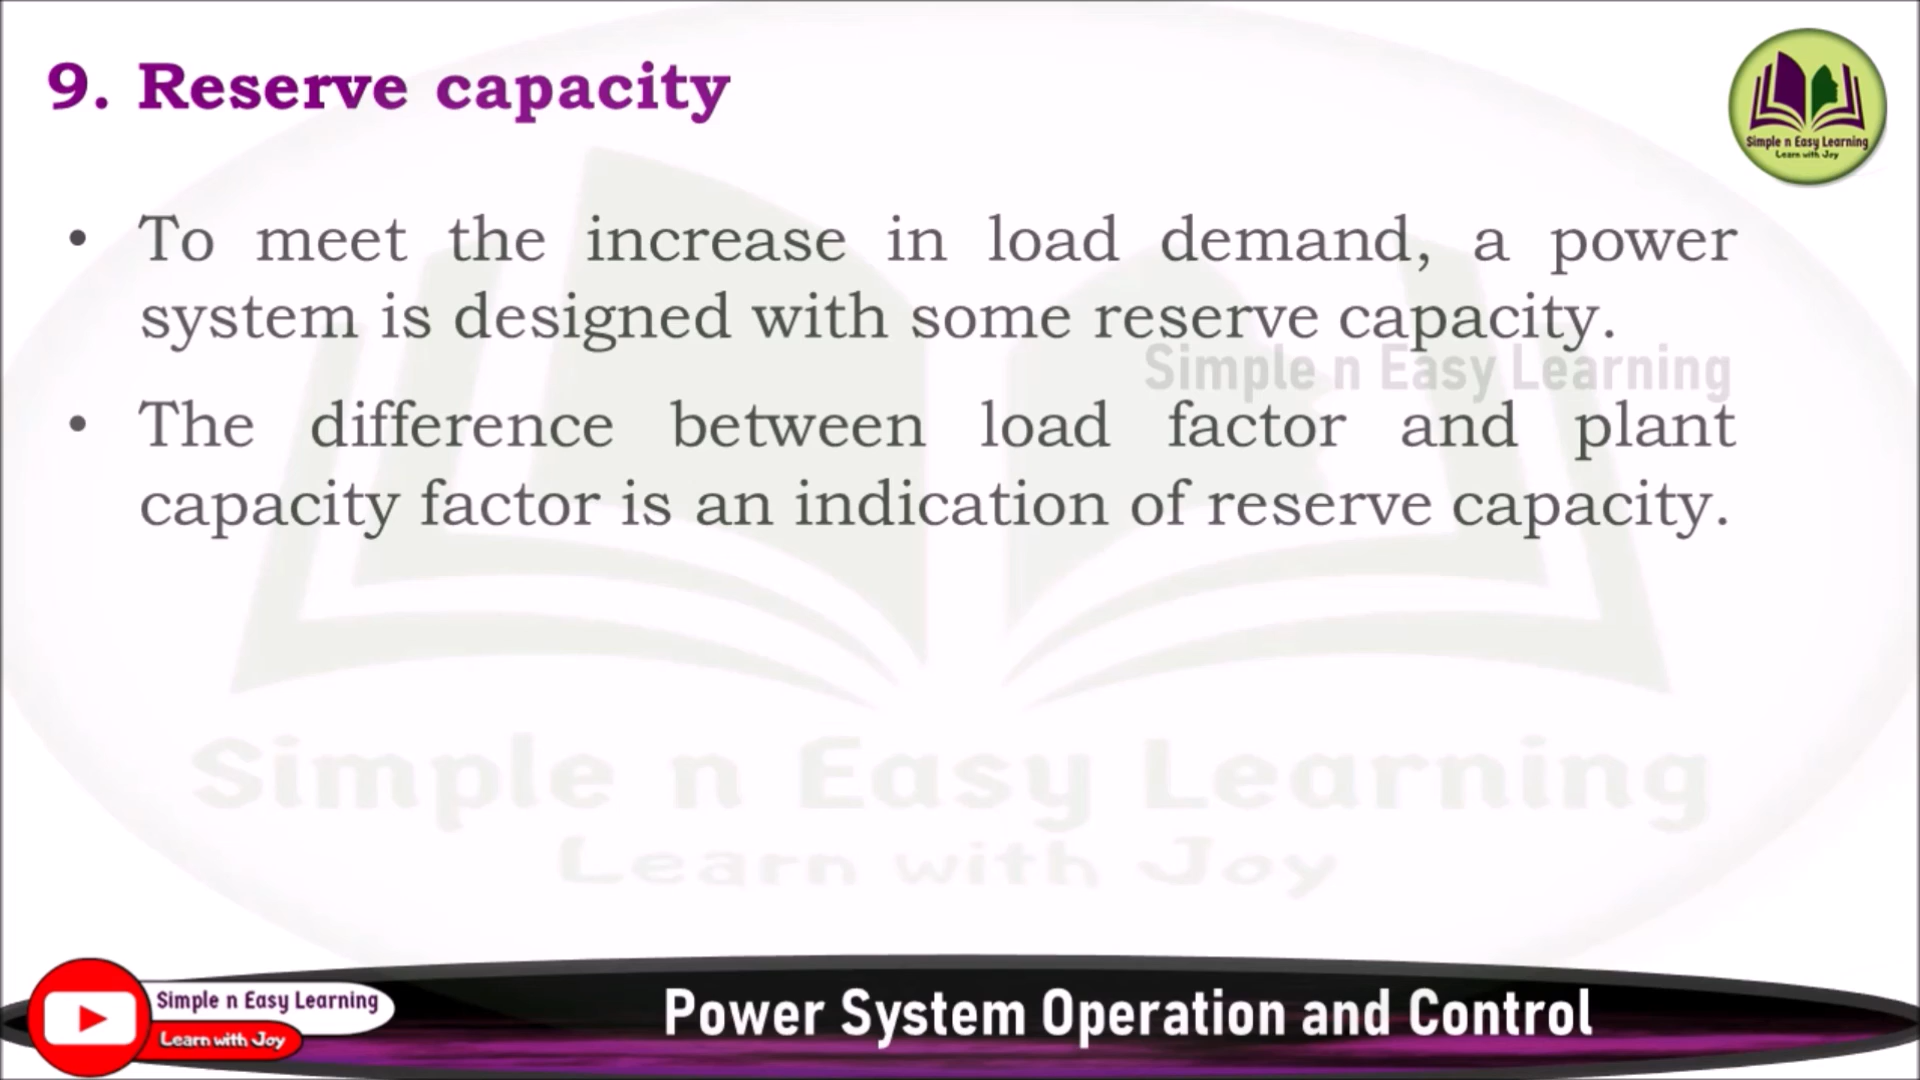 9. Reserve capacity
Simple n Easy Learning
Learn with Joy
• To meet the increase in load demand, a power
system is designed with some reserve capacity.
Simple n Easy Learning
• The difference between load factor and plant
capacity factor is an indication of reserve capacity.
Simple n Easy Learning
Learn with Joy
Simple n Easy Learning
Learn with Joy
Power System Operation and Control